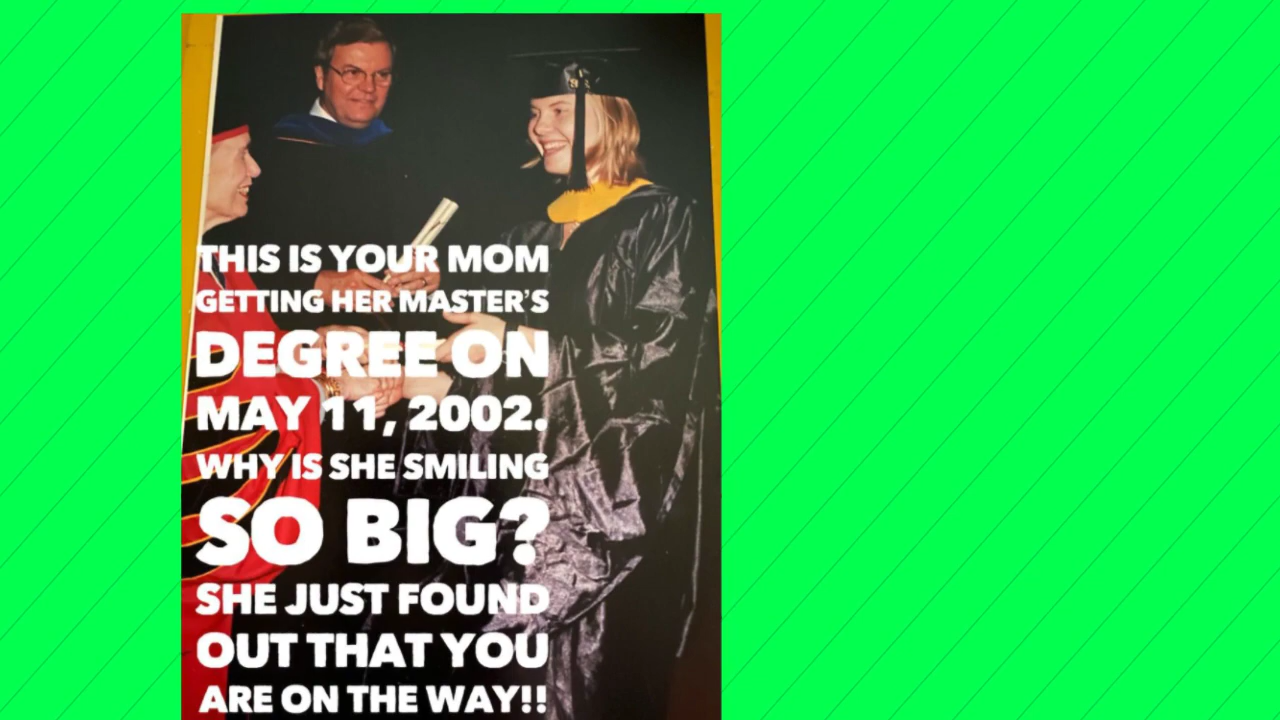 THIS IS YOUR MOM
GETTING HER MASTER'S
DEGREE ON
MAY 11, 2002.
WHY IS SHE SMILING
SO BIG?
SHE JUST FOUND
OUT THAT YOU
ARE ON THE WAY!!